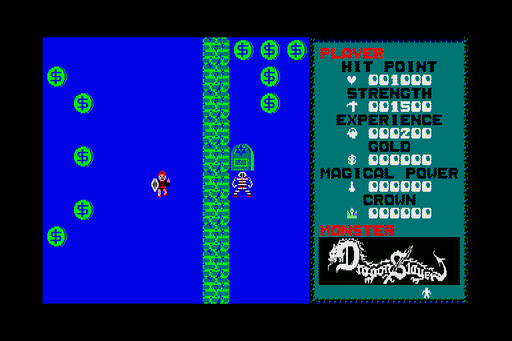 $ $ $
$ $
$ $
$
$
$
PLAYER
HIT POINT
001000
STRENGTH
001500
EXPERIENCE
000200
GOLD
000000
MAGICAL POWER
000000
CROWN
000000
MONSTER
Dragon Slayer